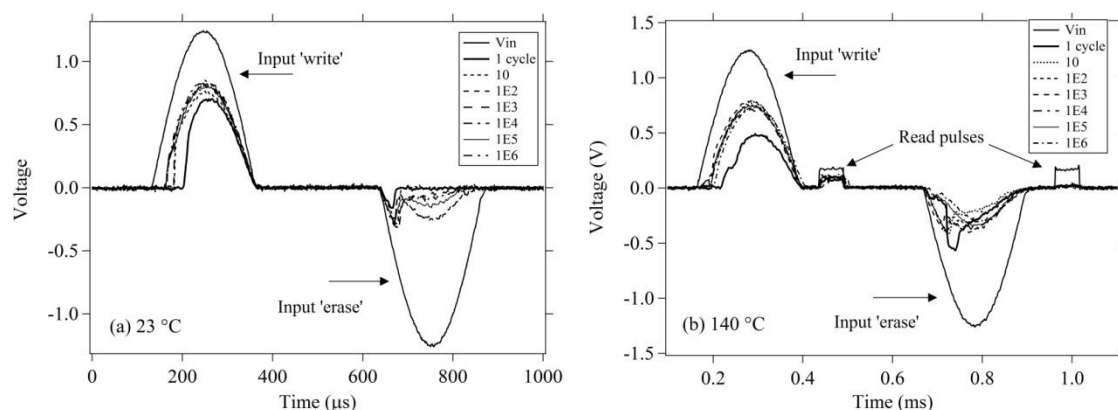 1.0
0.5
0.0
-0.5
-1.0
Voltage
0
200
400
600
800
1000
Time (μs)
Input 'write'
Input 'erase'
(a) 23 °C
Vin
1 cycle
10
1E2
1E3
1E4
1E5
1E6
1.5
1.0
0.5
0.0
-0.5
-1.0
-1.5
Voltage (V)
0.2
0.4
0.6
0.8
1.0
Time (ms)
Input 'write'
Read pulses
Input 'erase'
(b) 140 °C
Vin
1 cycle
10
1E2
1E3
1E4
1E5
1E6